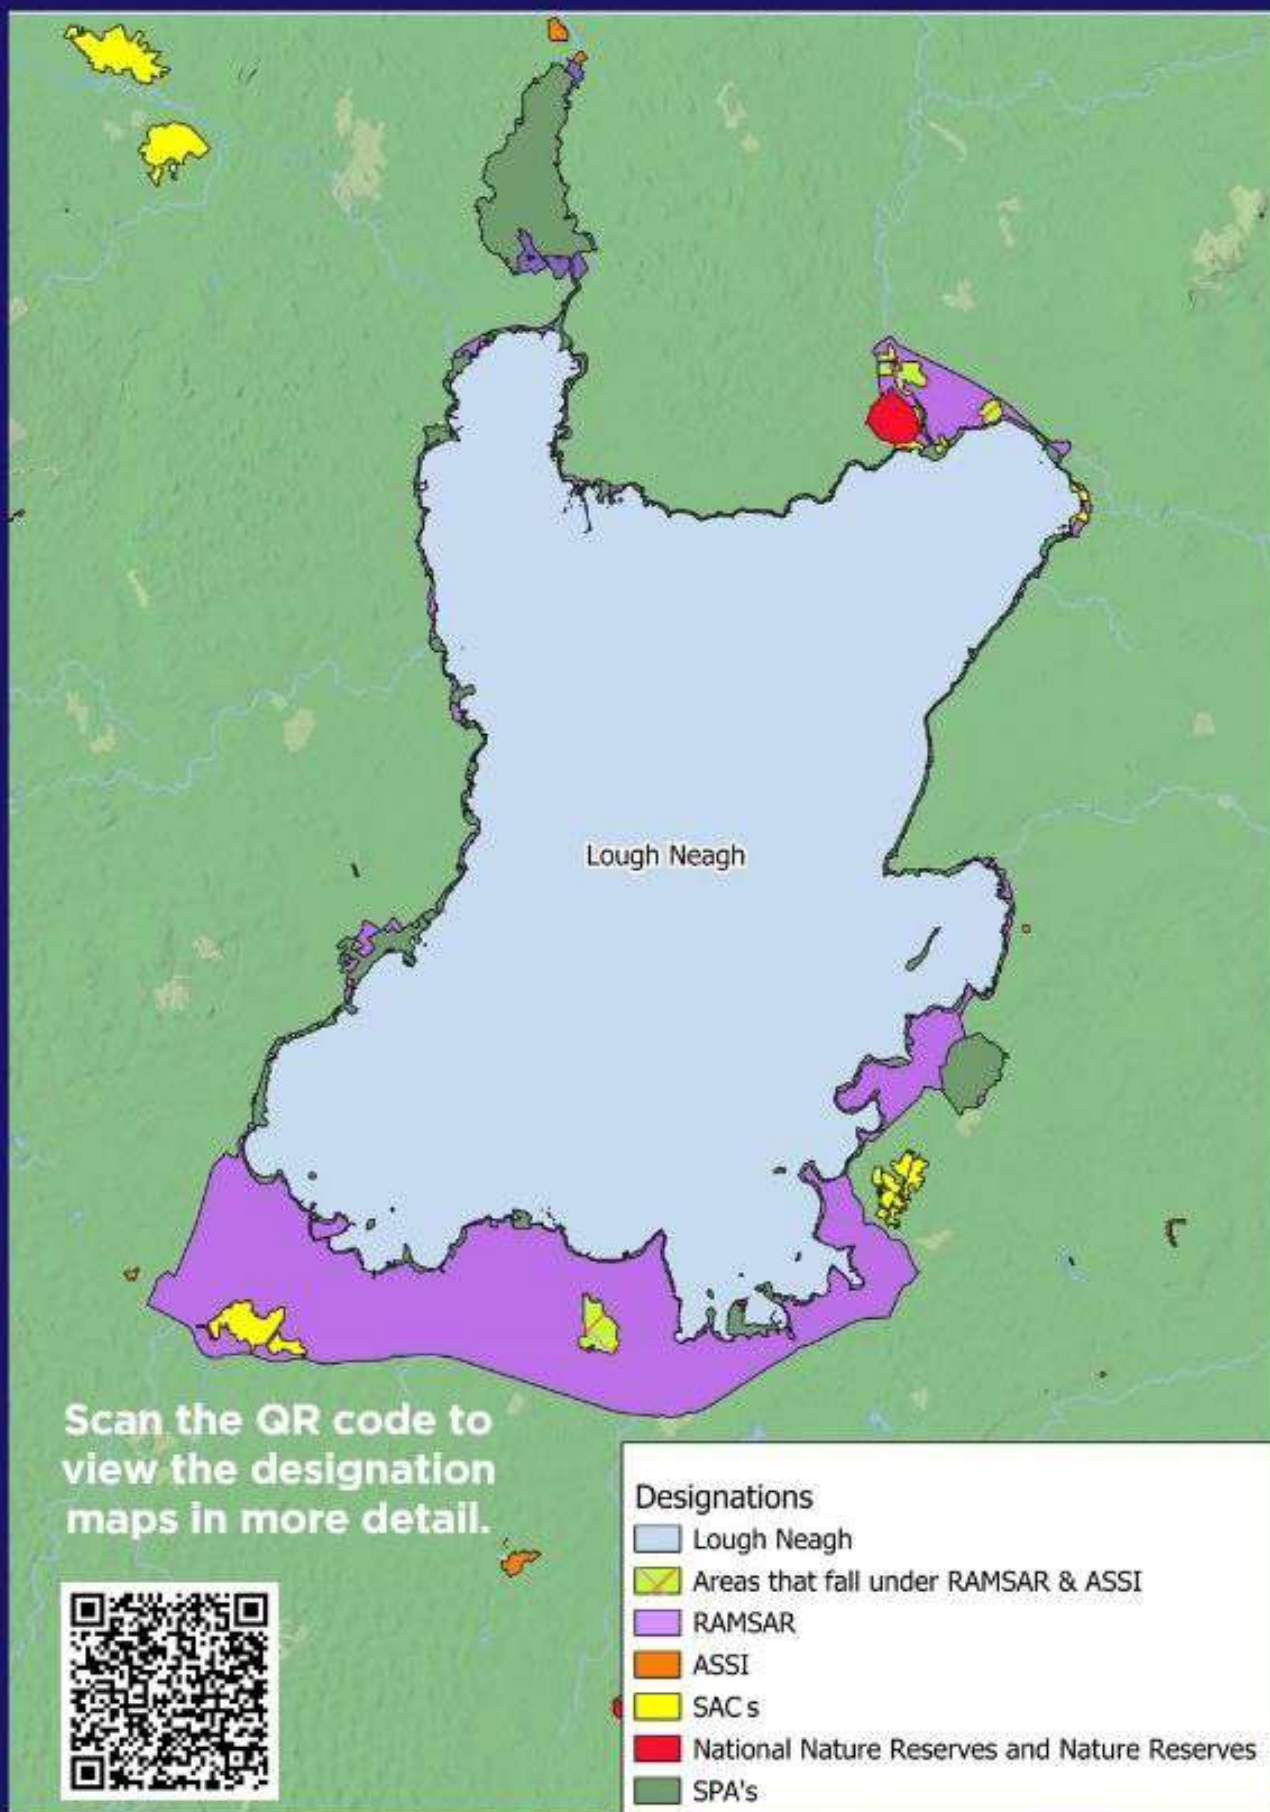 Lough Neagh
Scan the QR code to
view the designation
maps in more detail.
Designations
Lough Neagh
Areas that fall under RAMSAR & ASSI
RAMSAR
ASSI
SAC s
National Nature Reserves and Nature Reserves
SPA's